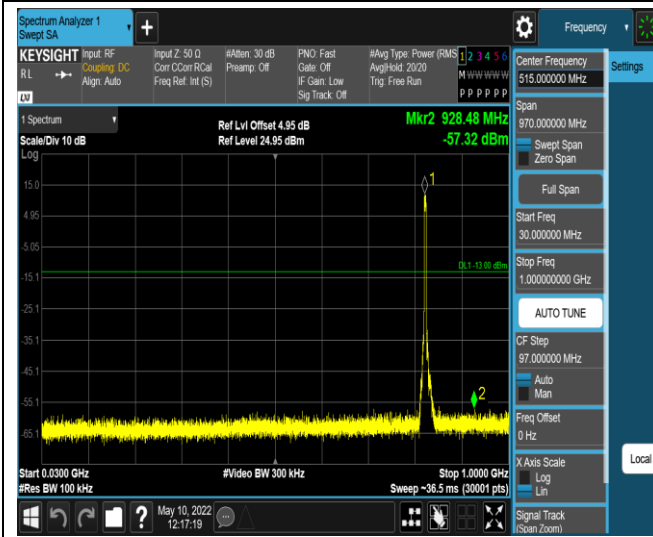 Spectrum Analyzer 1
Swept SA
Frequency
KEYSIGHT
RL
LNI
Input: RF
Coupling: DC
Align: Auto
Input Z: 50 Ω
Corr CCorr RCal
Freq Ref: Int (S)
#Atten: 30 dB
Preamp: Off
PNO: Fast
Gate: Off
IF Gain: Low
Sig Track: Off
#Avg Type: Power (RMS
Avg|Hold: 20/20
Trig: Free Run
1 2 3 4 5 6
M W W W W W
P P P P P P
Center Frequency
515.000000 MHz
Settings
Span
970.000000 MHz
Swept Span
Zero Span
Full Span
Start Freq
30.000000 MHz
Stop Freq
1.000000000 GHz
AUTO TUNE
CF Step
97.000000 MHz
Auto
Man
Freq Offset
0 Hz
X Axis Scale
Log
Lin
Local
Signal Track
(Span Zoom)
1 Spectrum
Scale/Div 10 dB
Log
Ref Lvl Offset 4.95 dB
Ref Level 24.95 dBm
Mkr2 928.48 MHz
-57.32 dBm
1
15.0
4.95
-5.05
DL1 -13.00 dBm
-15.1
-25.1
-35.1
-45.1
-55.1
2
-65.1
Start 0.0300 GHz
#Res BW 100 kHz
#Video BW 300 kHz
Stop 1.0000 GHz
Sweep ~36.5 ms (30001 pts)
?
May 10, 2022
12:17:19